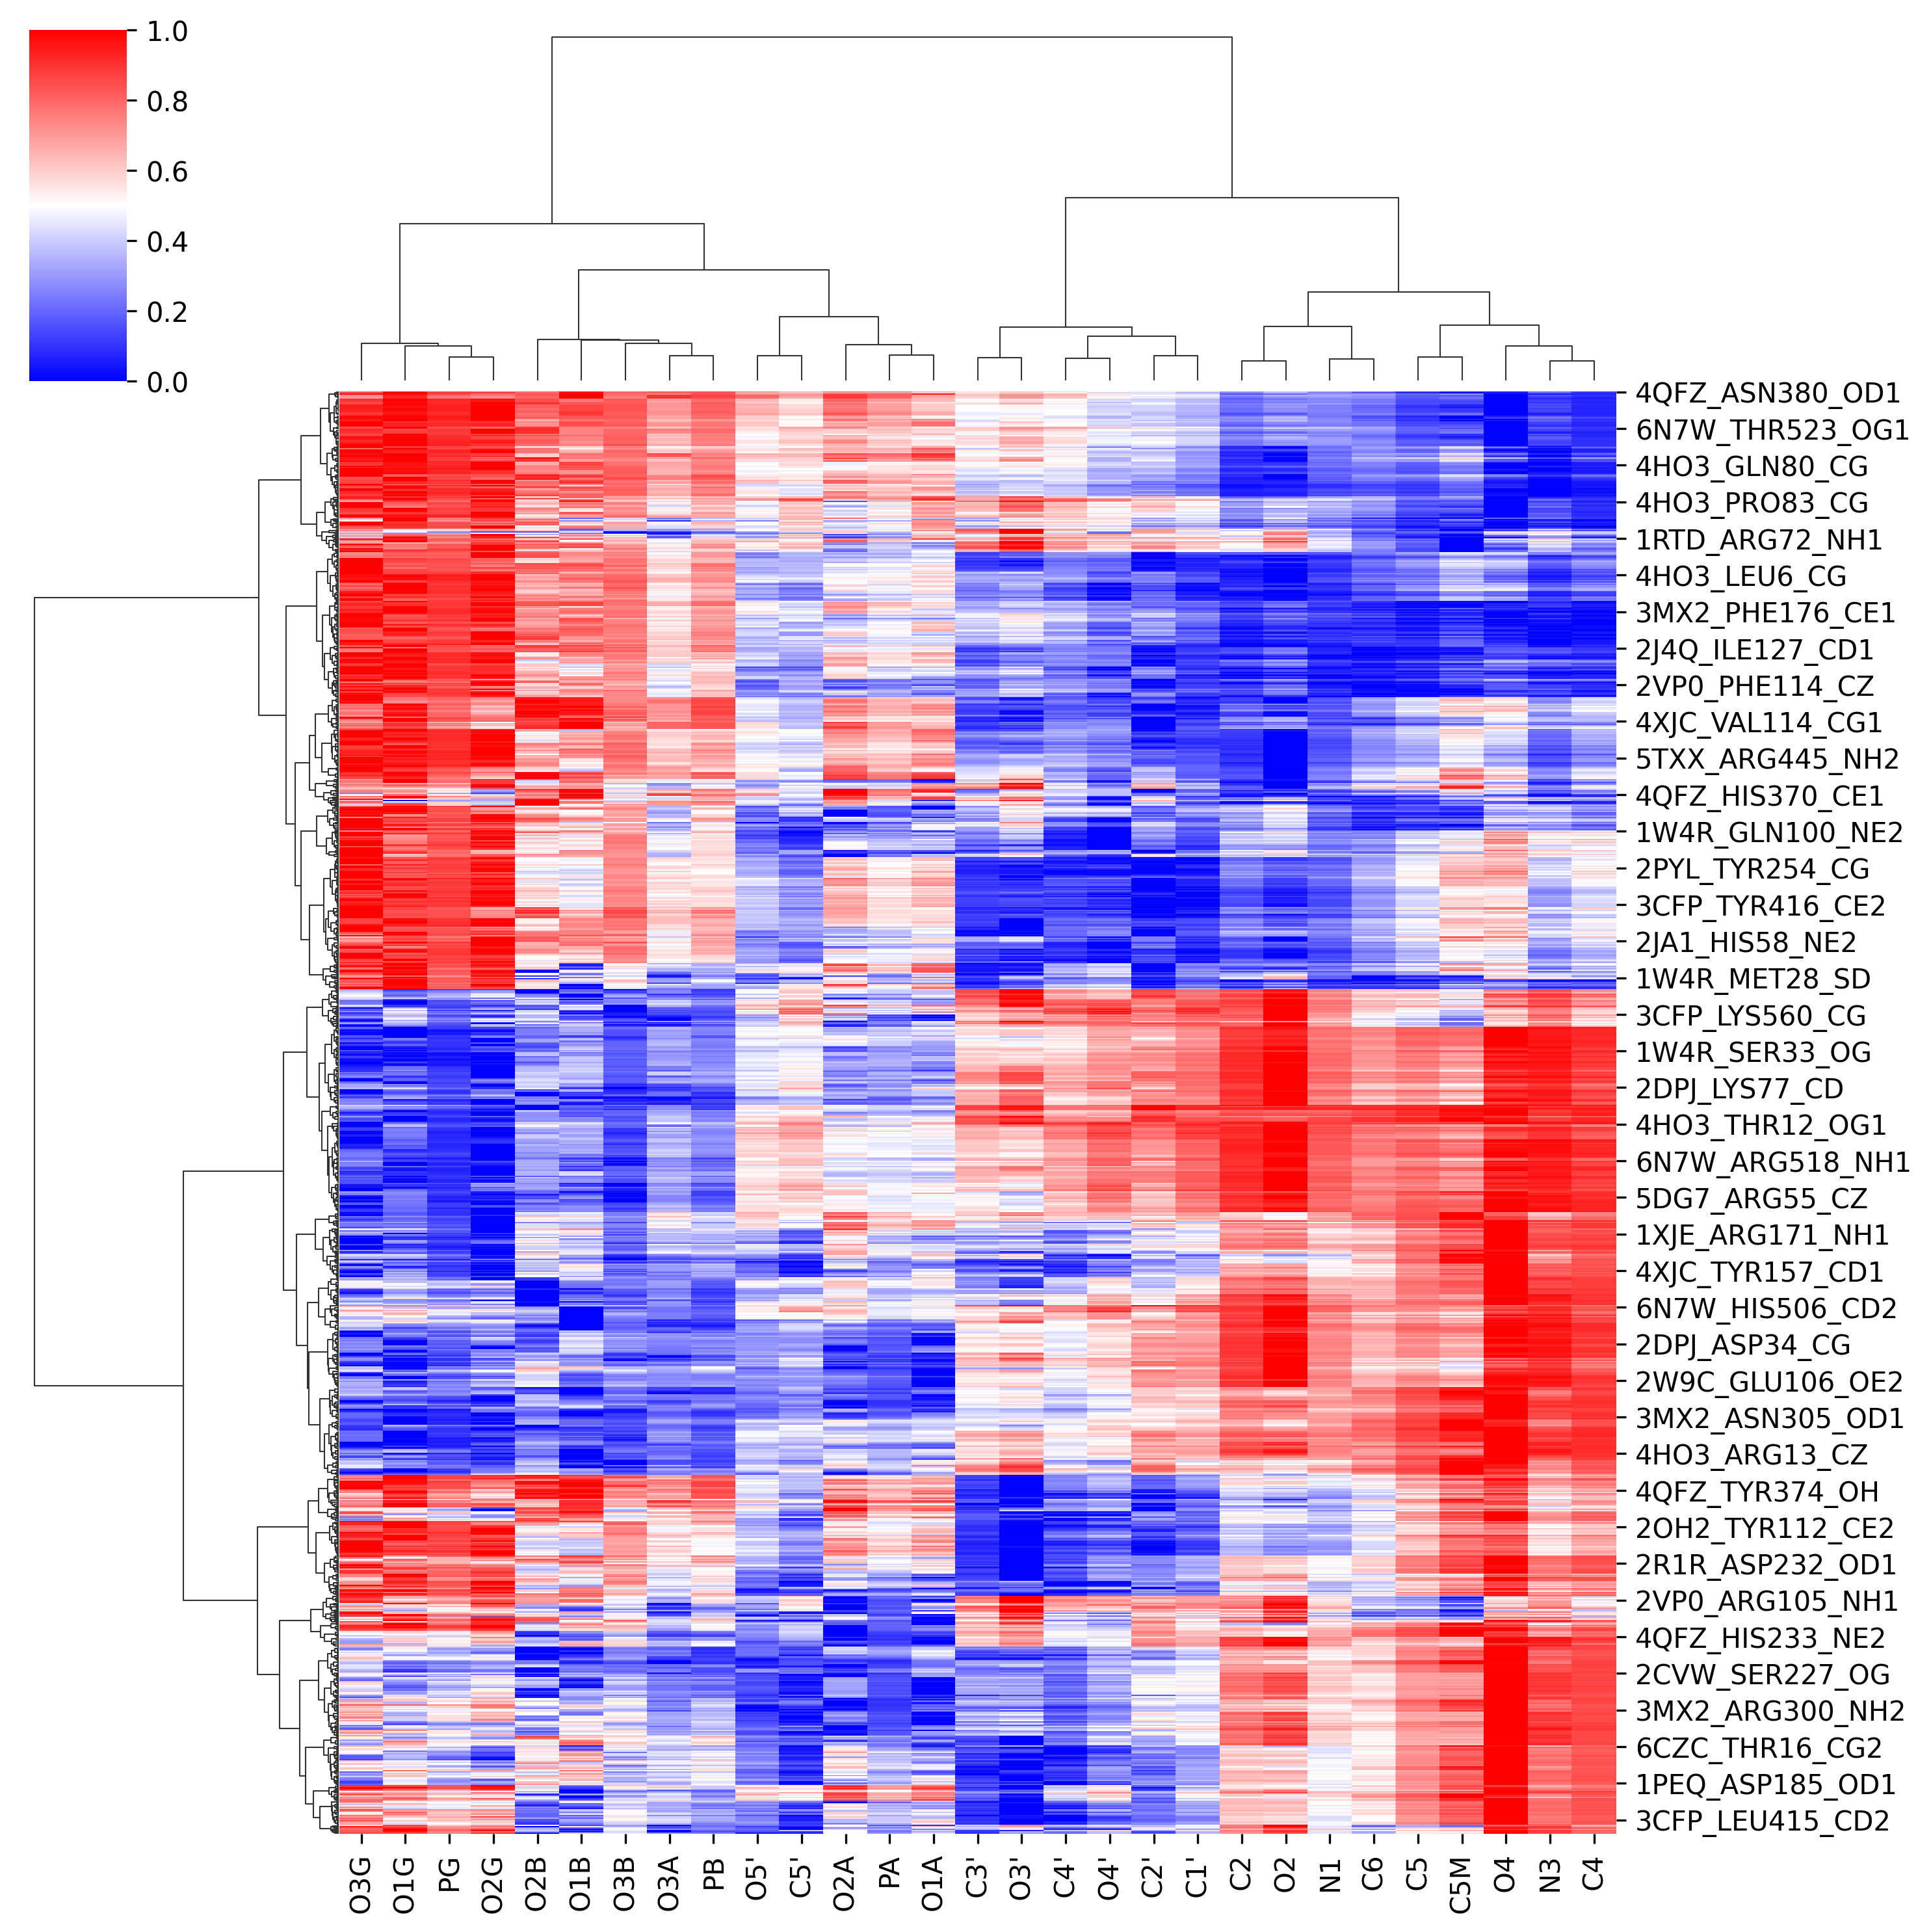 1.0
0.8
0.6
0.4
0.2
0.0
4QFZ_ASN380_OD1
6N7W_THR523_OG1
4HO3_GLN80_CG
4HO3_PRO83_CG
1RTD_ARG72_NH1
4HO3_LEU6_CG
3MX2_PHE176_CE1
2J4Q_ILE127_CD1
2VP0_PHE114_CZ
4XJC_VAL114_CG1
5TXX_ARG445_NH2
4QFZ_HIS370_CE1
1W4R_GLN100_NE2
2PYL_TYR254_CG
3CFP_TYR416_CE2
2JA1_HIS58_NE2
1W4R_MET28_SD
3CFP_LYS560_CG
1W4R_SER33_OG
2DPJ_LYS77_CD
4HO3_THR12_OG1
6N7W_ARG518_NH1
5DG7_ARG55_CZ
1XJE_ARG171_NH1
4XJC_TYR157_CD1
6N7W_HIS506_CD2
2DPJ_ASP34_CG
2W9C_GLU106_OE2
3MX2_ASN305_OD1
4HO3_ARG13_CZ
4QFZ_TYR374_OH
2OH2_TYR112_CE2
2R1R_ASP232_OD1
2VP0_ARG105_NH1
4QFZ_HIS233_NE2
2CVW_SER227_OG
3MX2_ARG300_NH2
6CZC_THR16_CG2
1PEQ_ASP185_OD1
3CFP_LEU415_CD2
O3G O1G PG O2G O2B O1B O3B O3A PB O5' C5' O2A PA O1A C3' O3' C4' O4' C2' C1' C2 O2 N1 C6 C5 C5M O4 N3 C4